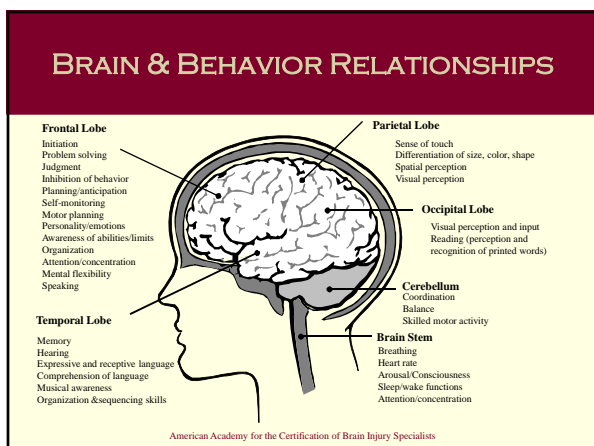 BRAIN & BEHAVIOR RELATIONSHIPS
Frontal Lobe
Initiation
Problem solving
Judgment
Inhibition of behavior
Planning/anticipation
Self-monitoring
Motor planning
Personality/emotions
Awareness of abilities/limits
Organization
Attention/concentration
Mental flexibility
Speaking
Parietal Lobe
Sense of touch
Differentiation of size, color, shape
Spatial perception
Visual perception
Occipital Lobe
Visual perception and input
Reading (perception and
recognition of printed words)
Cerebellum
Coordination
Balance
Skilled motor activity
Temporal Lobe
Memory
Hearing
Expressive and receptive language
Comprehension of language
Musical awareness
Organization &sequencing skills
Brain Stem
Breathing
Heart rate
Arousal/Consciousness
Sleep/wake functions
Attention/concentration
American Academy for the Certification of Brain Injury Specialists